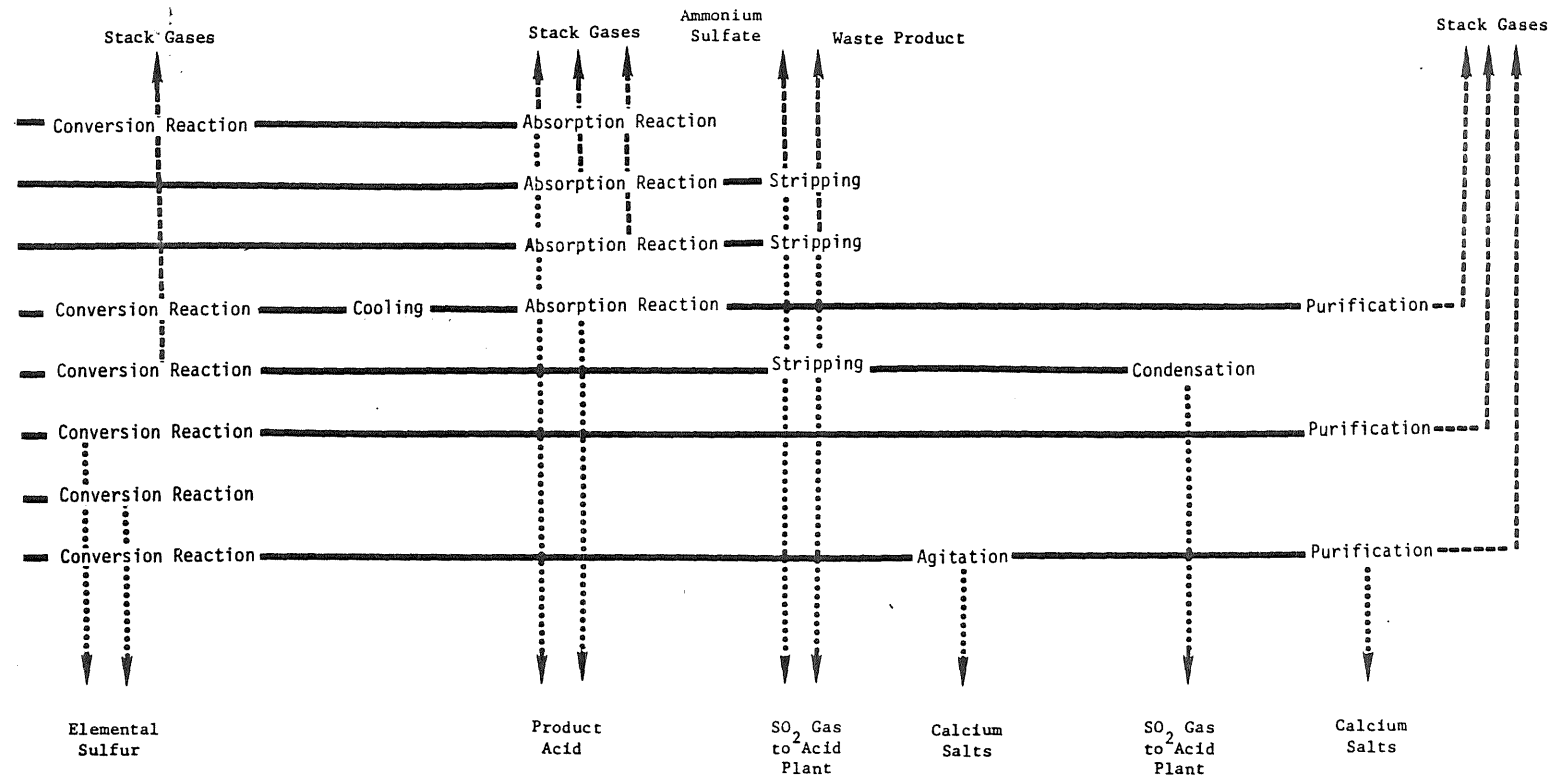 Stack Gases
Stack Gases
Ammonium
Sulfate
Waste Product
Stack Gases
Conversion Reaction
Absorption Reaction
Absorption Reaction
Stripping
Absorption Reaction
Stripping
Conversion Reaction
Cooling
Absorption Reaction
Purification
Conversion Reaction
Stripping
Condensation
Conversion Reaction
Purification
Conversion Reaction
Conversion Reaction
Agitation
Purification
Elemental
Sulfur
Product
Acid
SO2 Gas
to Acid
Plant
Calcium
Salts
SO2 Gas
to Acid
Plant
Calcium
Salts